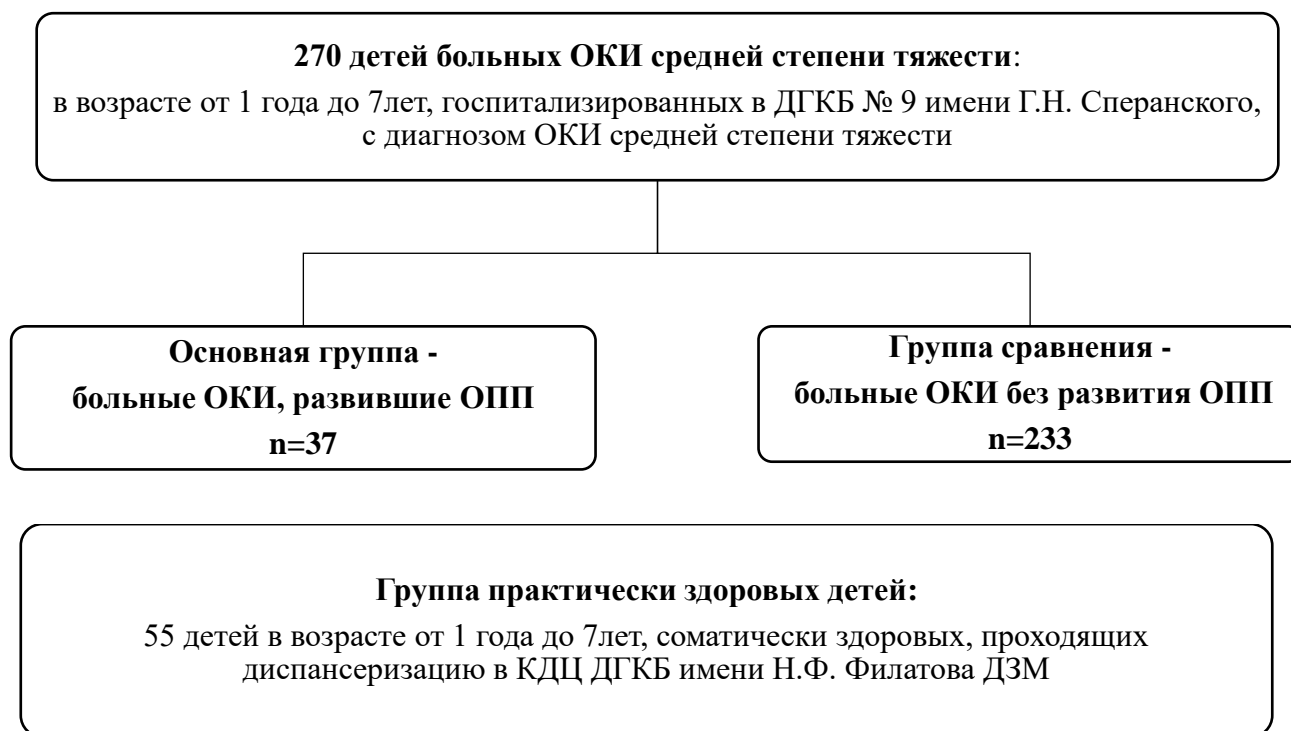 270 детей больных ОКИ средней степени тяжести:
в возрасте от 1 года до 7лет, госпитализированных в ДГКБ № 9 имени Г.Н. Сперанского,
с диагнозом ОКИ средней степени тяжести
Основная группа -
больные ОКИ, развившие ОПП
n=37
Группа сравнения -
больные ОКИ без развития ОПП
n=233
Группа практически здоровых детей:
55 детей в возрасте от 1 года до 7лет, соматически здоровых, проходящих
диспансеризацию в КДЦ ДГКБ имени Н.Ф. Филатова ДЗМ